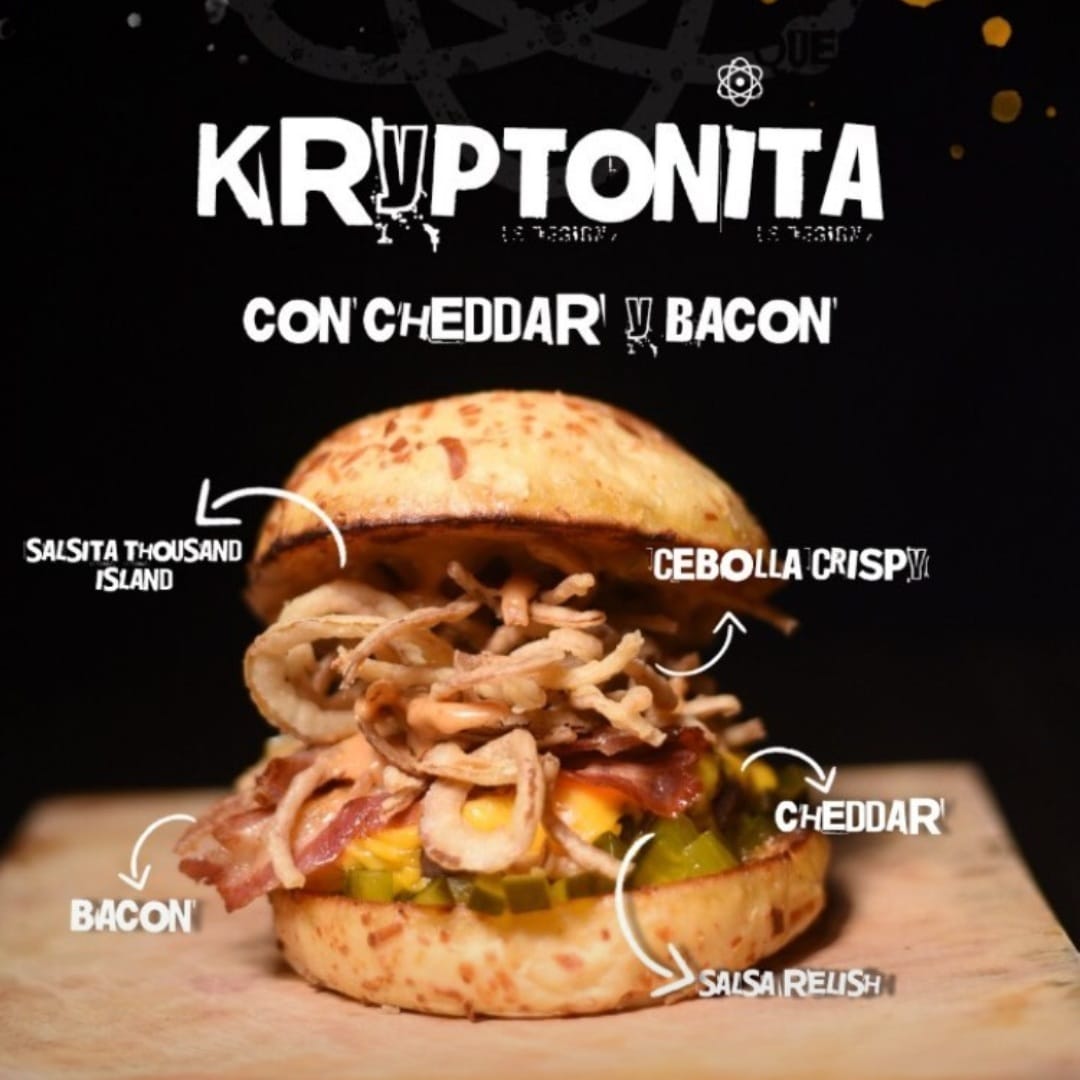 KRYPTONITA
CON CHEDDAR Y BACON
SALSITA THOUSAND
ISLAND
CEBOLLA CRISPY
CHEDDAR
BACON
SALSA RELISH